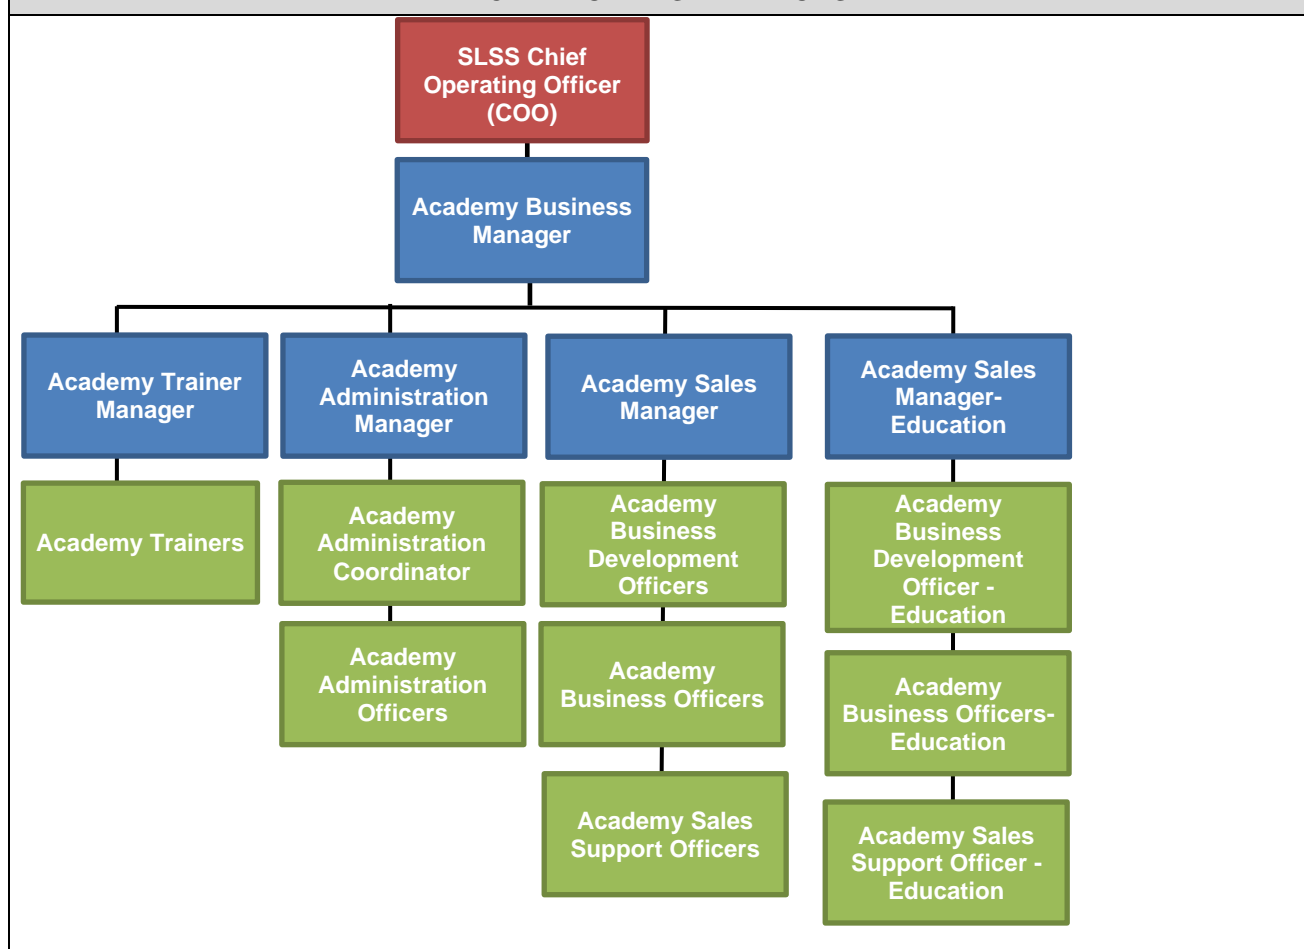 SLSS Chief
Operating Officer
(COO)
Academy Business
Manager
Academy Trainer
Manager
Academy
Administration
Manager
Academy Sales
Manager
Academy Sales
Manager-
Education
Academy Trainers
Academy
Administration
Coordinator
Academy
Business
Development
Officers
Academy
Business
Development
Officer -
Education
Academy
Administration
Officers
Academy
Business Officers
Academy
Business Officers-
Education
Academy Sales
Support Officers
Academy Sales
Support Officer -
Education